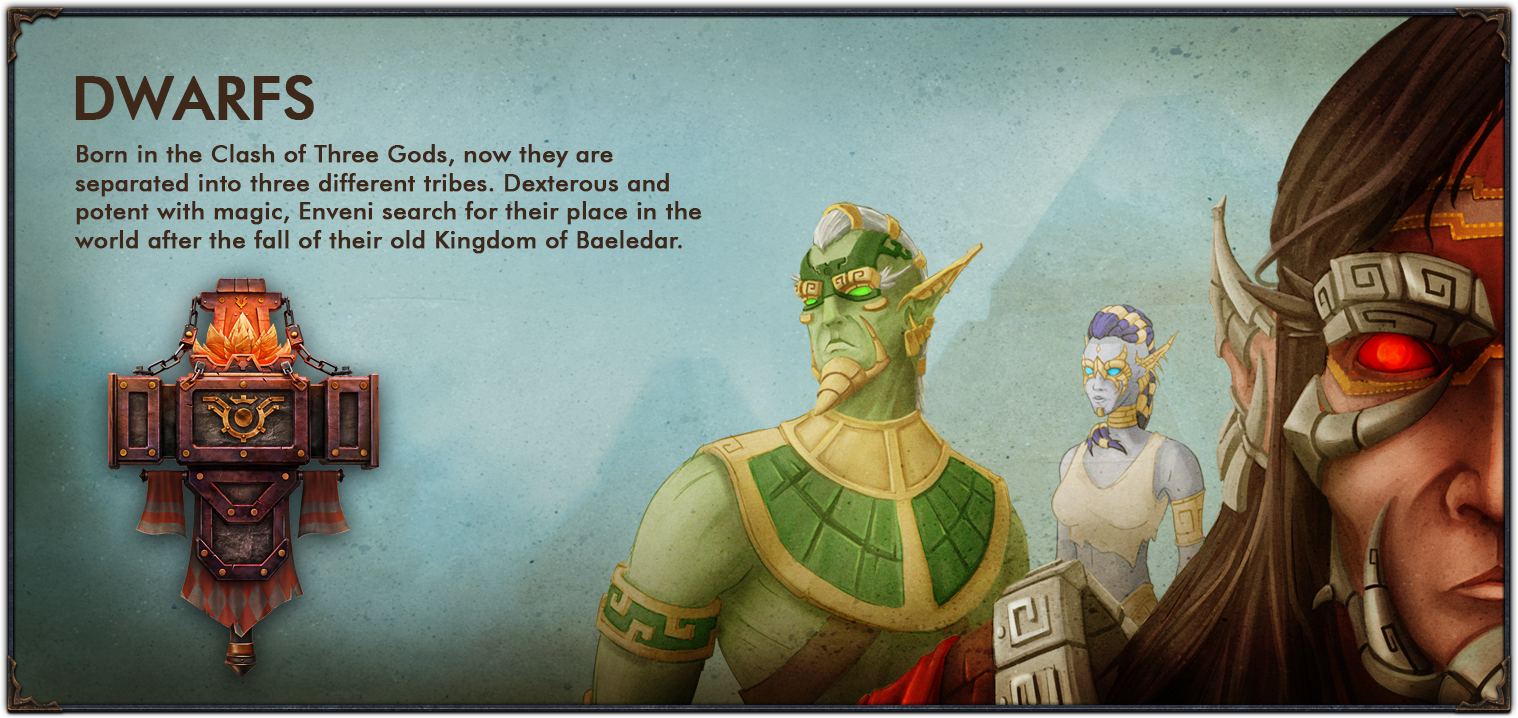 DWARFS
Born in the Clash of Three Gods, now they are
separated into three different tribes. Dexterous and
potent with magic, Enveni search for their place in the
world after the fall of their old Kingdom of Baeledar.